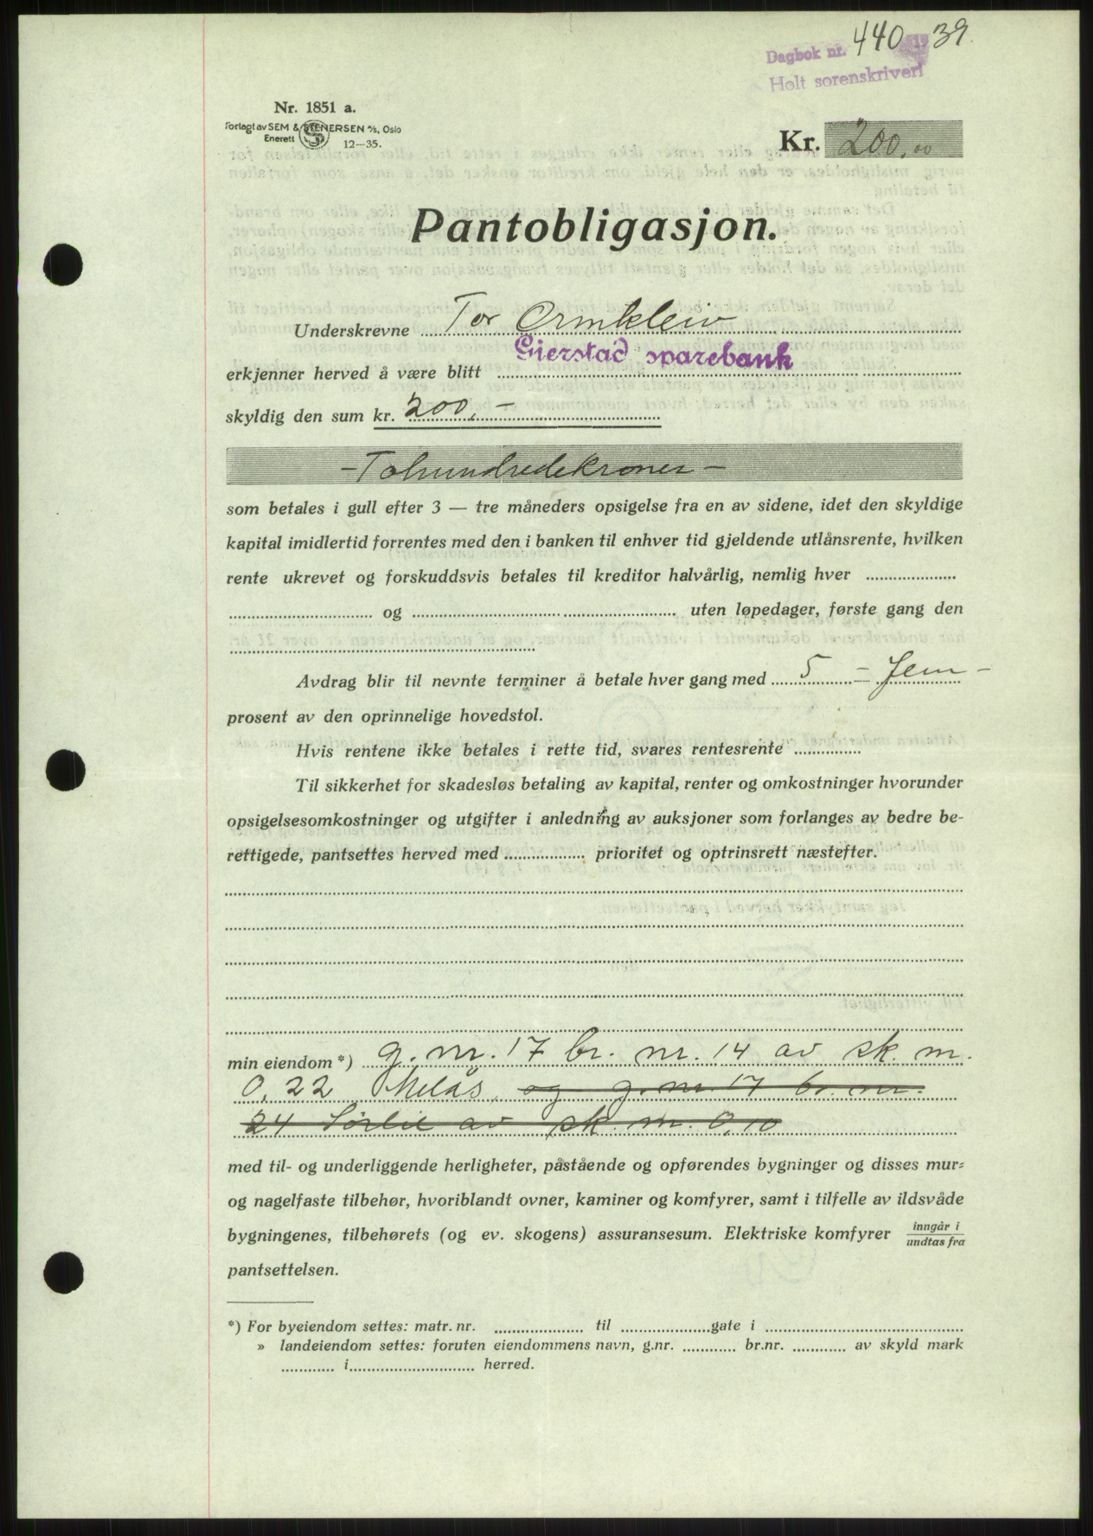 Dagbok nr. 440 1939.
Holt sorenskriveri
Nr. 1851 a.
Forlagt av SEM & STENERSEN A/S, Oslo
Enerett
12—35.
Kr. 200,00
Pantobligasjon.
Underskrevne Tor Ormkleiv
erkjenner herved å være blitt Gjerstad sparebank
skyldig den sum kr. 200,-
- Tohundredekroner -
som betales i gull efter 3 — tre måneders opsigelse fra en av sidene, idet den skyldige
kapital imidlertid forrentes med den i banken til enhver tid gjeldende utlånsrente, hvilken
rente ukrevet og forskuddsvis betales til kreditor halvårlig, nemlig hver
og uten løpedager, første gang den
Avdrag blir til nevnte terminer å betale hver gang med 5 - fem -
prosent av den oprinnelige hovedstol.
Hvis rentene ikke betales i rette tid, svares rentesrente
Til sikkerhet for skadesløs betaling av kapital, renter og omkostninger hvorunder
opsigelsesomkostninger og utgifter i anledning av auksjoner som forlanges av bedre be-
rettigede, pantsettes herved med prioritet og optrinsrett næstefter.
min eiendom *) g. nr. 17 br. nr. 14 av sk. m.
0,22 Melås, og g. nr. 17 br. nr.
24 Sørlie av sk. m. 0,10
med til- og underliggende herligheter, påstående og opførendes bygninger og disses mur-
og nagelfaste tilbehør, hvoriblandt ovner, kaminer og komfyrer, samt i tilfelle av ildsvåde
bygningenes, tilbehørets (og ev. skogens) assuransesum. Elektriske komfyrer inngår i
undtas fra
pantsettelsen.
*) For byeiendom settes: matr. nr. til gate i
» landeiendom settes: foruten eiendommens navn, g.nr. br.nr. av skyld mark
i herred.